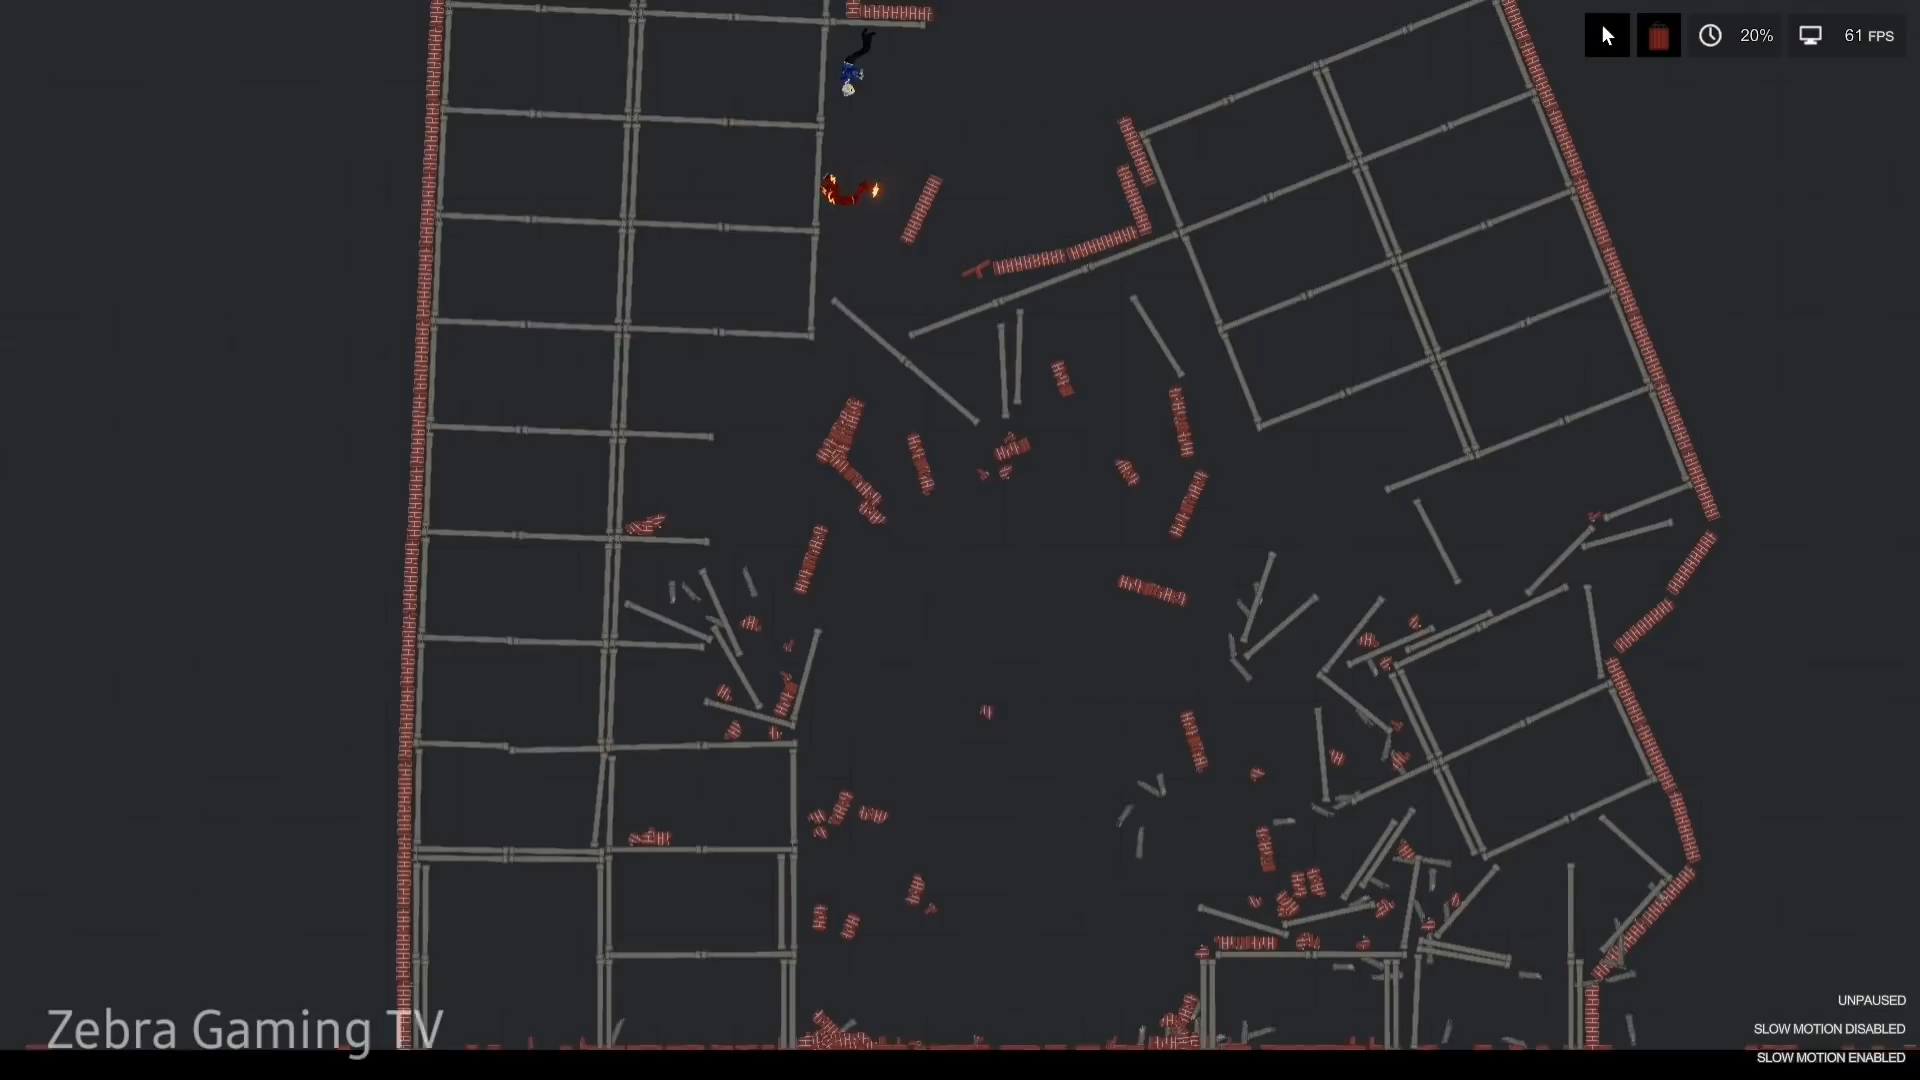 20%
61 FPS
UNPAUSED
SLOW MOTION DISABLED
SLOW MOTION ENABLED
Zebra Gaming TV